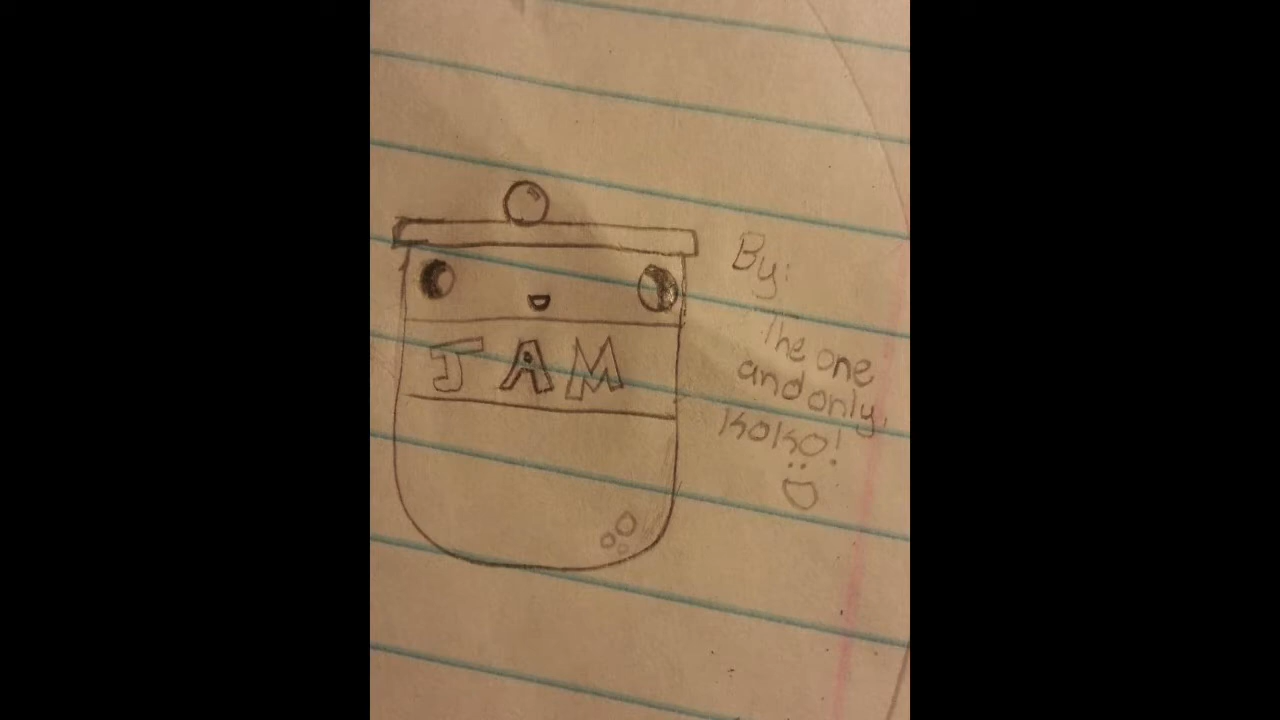 JAM
By:
The one
and only,
KOKO!